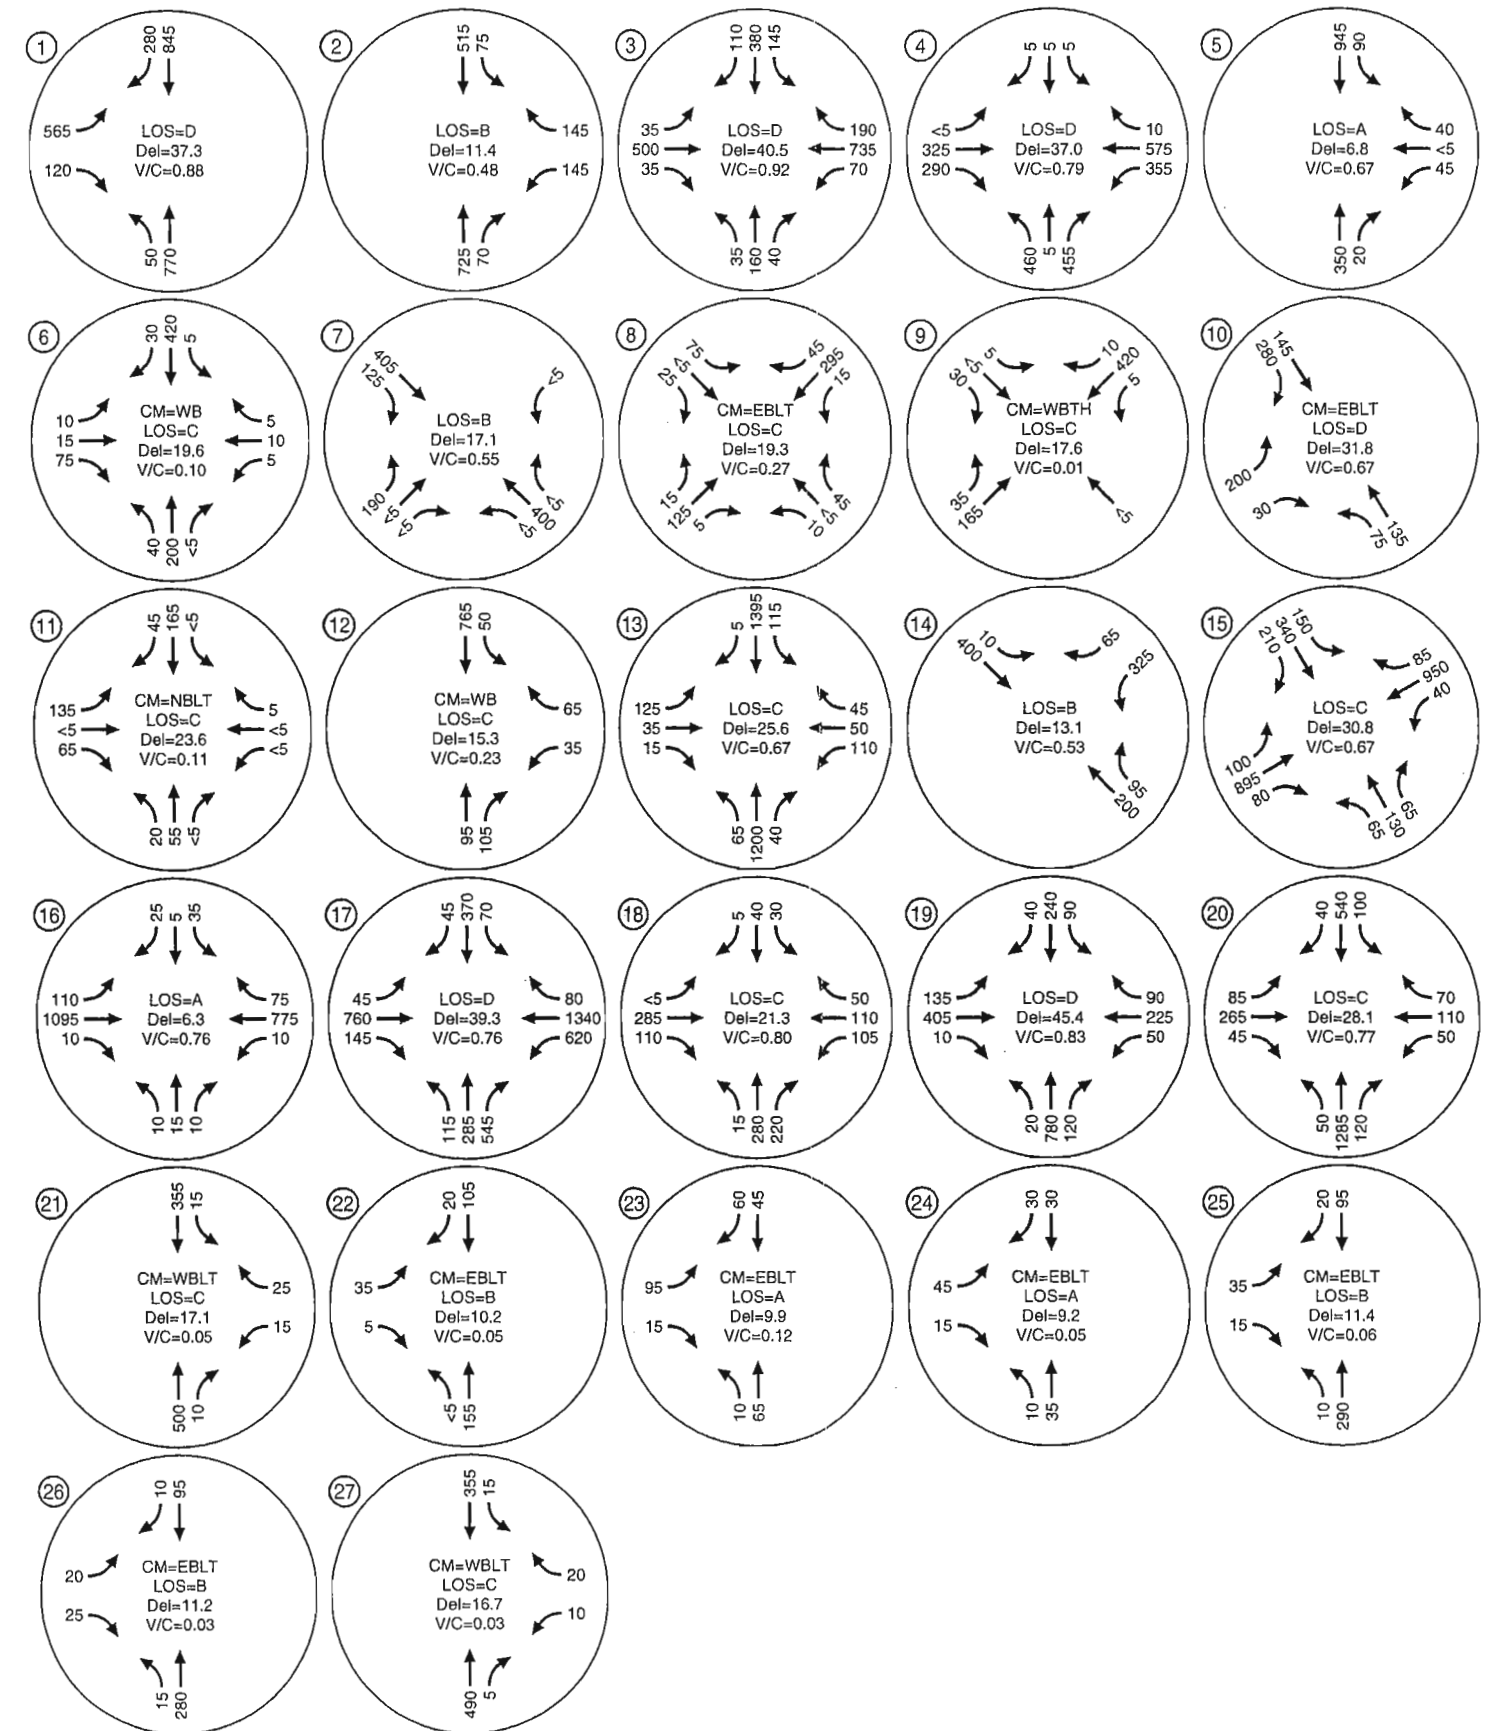 1
280 845
565
120
LOS=D
Del=37.3
V/C=0.88
50 770
2
515 75
LOS=B
Del=11.4
V/C=0.48
145
145
725 70
3
110 380 145
35
500
35
LOS=D
Del=40.5
V/C=0.92
190
735
70
35 160 40
4
5 5 5
<5
325
290
LOS=D
Del=37.0
V/C=0.79
10
575
355
460 5 455
5
945 90
LOS=A
Del=6.8
V/C=0.67
40
<5
45
350 20
6
30 420 5
10
15
75
CM=WB
LOS=C
Del=19.6
V/C=0.10
5
10
5
40 200 <5
7
405
125
<5
LOS=B
Del=17.1
V/C=0.55
190
<5
<5
<5
400
<5
8
75
<5
25
45
295
15
CM=EBLT
LOS=C
Del=19.3
V/C=0.27
15
125
5
45
<5
10
9
5
<5
30
10
420
5
CM=WBTH
LOS=C
Del=17.6
V/C=0.01
35
165
<5
10
145
280
CM=EBLT
LOS=D
Del=31.8
V/C=0.67
200
30
135
75
11
45 165 <5
135
<5
65
CM=NBLT
LOS=C
Del=23.6
V/C=0.11
5
<5
<5
20 55 <5
12
765 50
CM=WB
LOS=C
Del=15.3
V/C=0.23
65
35
95 105
13
5 1395 115
125
35
15
LOS=C
Del=25.6
V/C=0.67
45
50
110
65 1200 40
14
10
400
65
325
LOS=B
Del=13.1
V/C=0.53
95
200
15
150
340
210
85
950
40
LOS=C
Del=30.8
V/C=0.67
100
895
80
65
130
65
16
25 5 35
110
1095
10
LOS=A
Del=6.3
V/C=0.76
75
775
10
10 15 10
17
45 370 70
45
760
145
LOS=D
Del=39.3
V/C=0.76
80
1340
620
115 285 545
18
5 40 30
<5
285
110
LOS=C
Del=21.3
V/C=0.80
50
110
105
15 280 220
19
40 240 90
135
405
10
LOS=D
Del=45.4
V/C=0.83
90
225
50
20 780 120
20
40 540 100
85
265
45
LOS=C
Del=28.1
V/C=0.77
70
110
50
50 1285 120
21
355 15
CM=WBLT
LOS=C
Del=17.1
V/C=0.05
25
15
500 10
22
20 105
35
5
CM=EBLT
LOS=B
Del=10.2
V/C=0.05
<5 155
23
60 45
95
15
CM=EBLT
LOS=A
Del=9.9
V/C=0.12
10 65
24
30 30
45
15
CM=EBLT
LOS=A
Del=9.2
V/C=0.05
10 35
25
20 95
35
15
CM=EBLT
LOS=B
Del=11.4
V/C=0.06
10 290
26
10 95
20
25
CM=EBLT
LOS=B
Del=11.2
V/C=0.03
15 280
27
355 15
CM=WBLT
LOS=C
Del=16.7
V/C=0.03
20
10
490 5